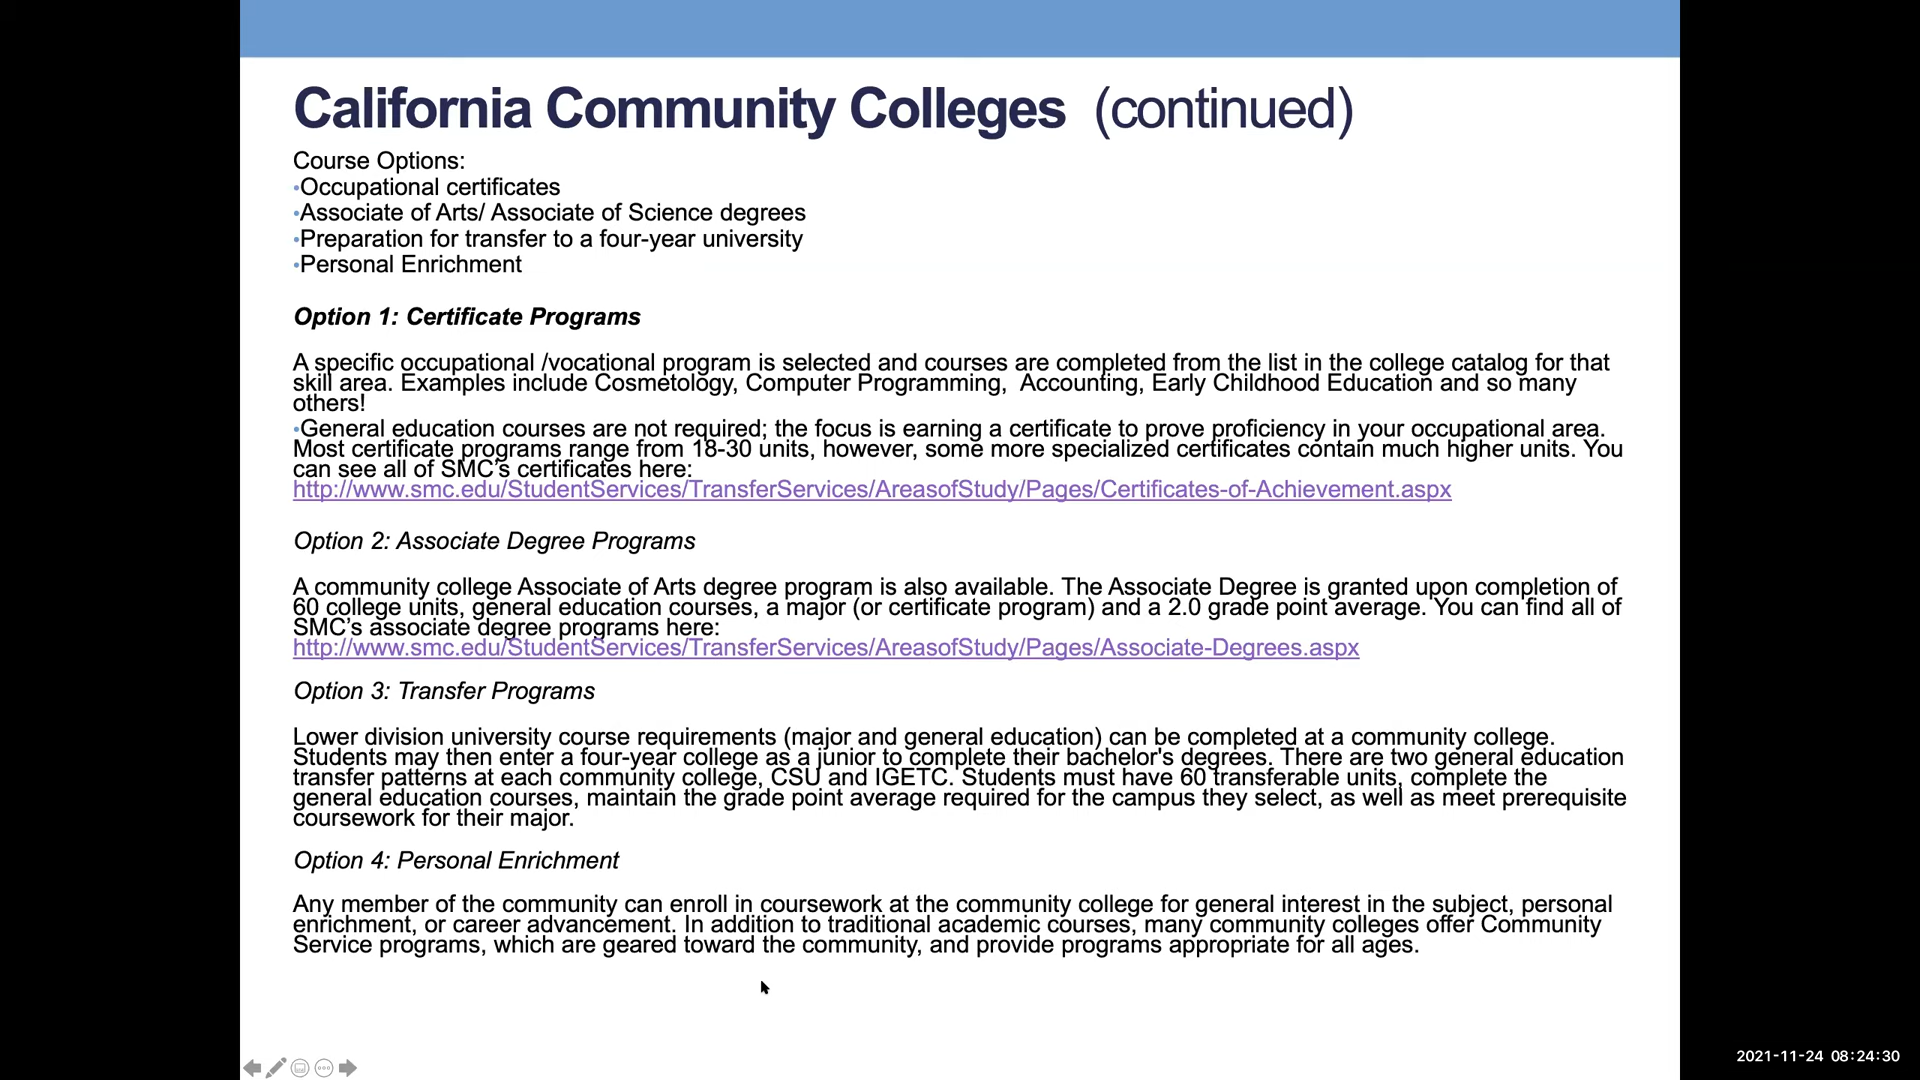 California Community Colleges (continued)
Course Options:
•Occupational certificates
•Associate of Arts/ Associate of Science degrees
•Preparation for transfer to a four-year university
•Personal Enrichment
Option 1: Certificate Programs
A specific occupational /vocational program is selected and courses are completed from the list in the college catalog for that
skill area. Examples include Cosmetology, Computer Programming, Accounting, Early Childhood Education and so many
others!
•General education courses are not required; the focus is earning a certificate to prove proficiency in your occupational area.
Most certificate programs range from 18-30 units, however, some more specialized certificates contain much higher units. You
can see all of SMC's certificates here:
http://www.smc.edu/StudentServices/TransferServices/AreasofStudy/Pages/Certificates-of-Achievement.aspx
Option 2: Associate Degree Programs
A community college Associate of Arts degree program is also available. The Associate Degree is granted upon completion of
60 college units, general education courses, a major (or certificate program) and a 2.0 grade point average. You can find all of
SMC's associate degree programs here:
http://www.smc.edu/StudentServices/TransferServices/AreasofStudy/Pages/Associate-Degrees.aspx
Option 3: Transfer Programs
Lower division university course requirements (major and general education) can be completed at a community college.
Students may then enter a four-year college as a junior to complete their bachelor's degrees. There are two general education
transfer patterns at each community college, CSU and IGETC. Students must have 60 transferable units, complete the
general education courses, maintain the grade point average required for the campus they select, as well as meet prerequisite
coursework for their major.
Option 4: Personal Enrichment
Any member of the community can enroll in coursework at the community college for general interest in the subject, personal
enrichment, or career advancement. In addition to traditional academic courses, many community colleges offer Community
Service programs, which are geared toward the community, and provide programs appropriate for all ages.
2021-11-24 08:24:30